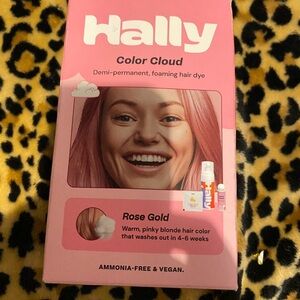 Hally
Color Cloud
Demi-permanent, foaming hair dye
Rose Gold
Warm, pinky blonde hair color
that washes out in 4-6 weeks
AMMONIA-FREE & VEGAN.